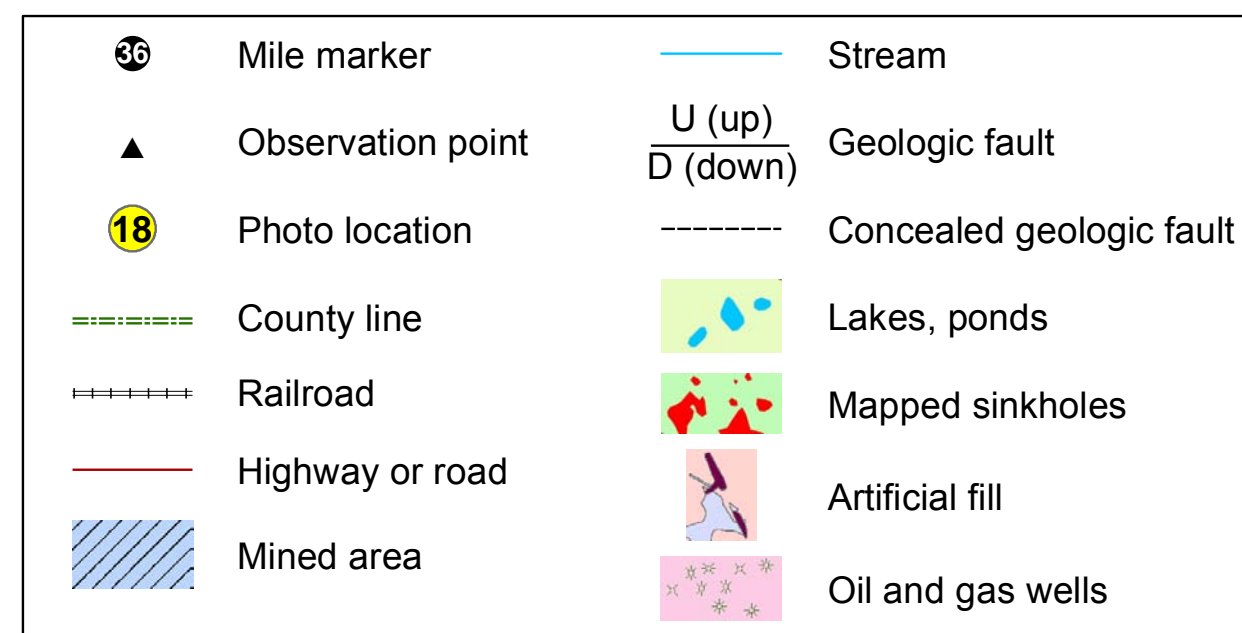 36 Mile marker
Observation point
18 Photo location
County line
Railroad
Highway or road
Mined area
Stream
U (up)
D (down) Geologic fault
Concealed geologic fault
Lakes, ponds
Mapped sinkholes
Artificial fill
Oil and gas wells